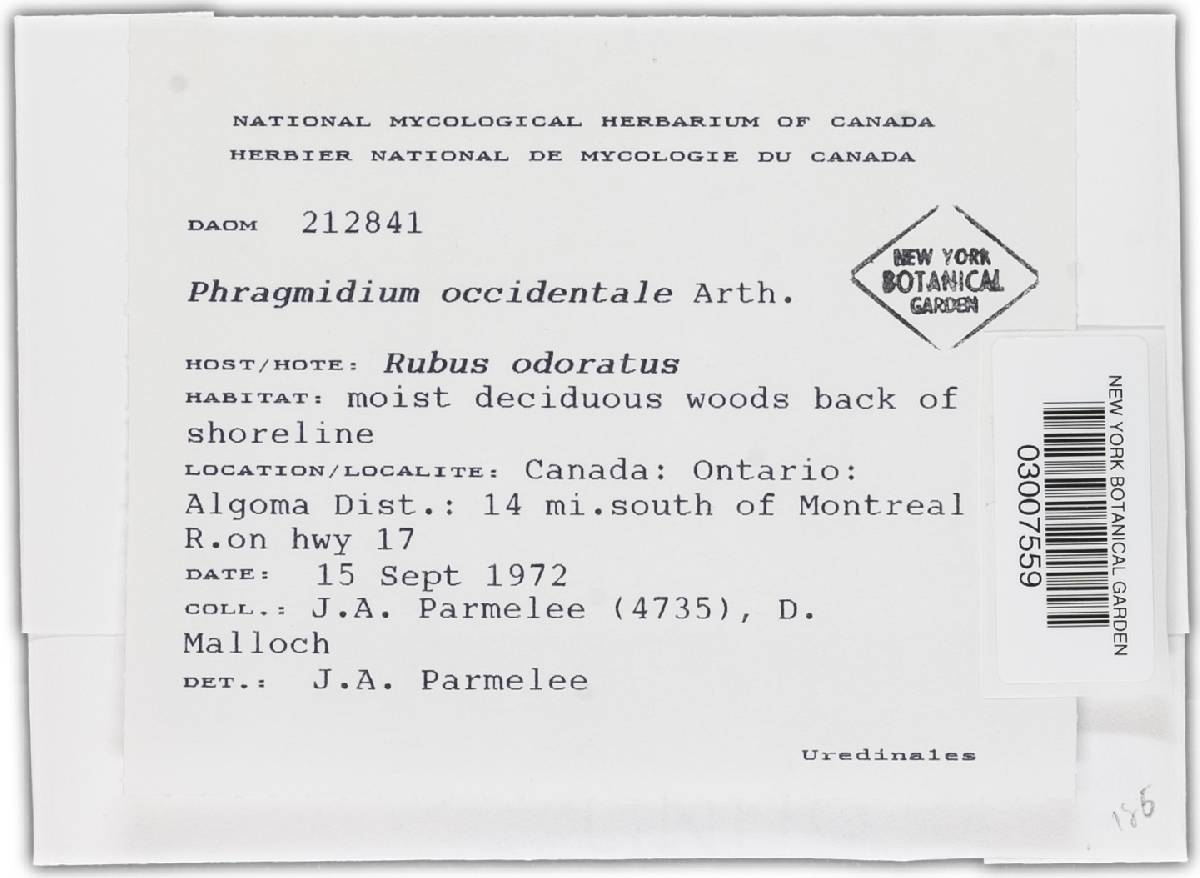 NATIONAL MYCOLOGICAL HERBARIUM OF CANADA
HERBIER NATIONAL DE MYCOLOGIE DU CANADA
DAOM 212841
Phragmidium occidentale Arth.
NEW YORK
BOTANICAL
GARDEN
HOST/HOTE: Rubus odoratus
HABITAT: moist deciduous woods back of
shoreline
LOCATION/LOCALITE: Canada: Ontario:
Algoma Dist.: 14 mi.south of Montreal
R.on hwy 17
DATE: 15 Sept 1972
COLL.: J.A. Parmelee (4735), D.
Malloch
DET.: J.A. Parmelee
Uredinales
NEW YORK BOTANICAL GARDEN
03007559